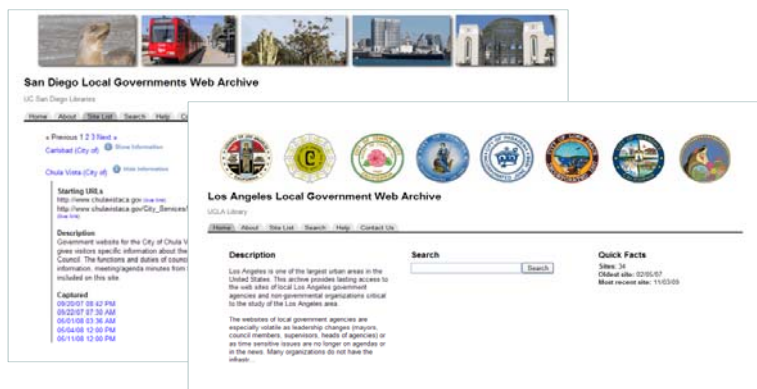 San Diego Local Governments Web Archive
UC San Diego Libraries
Home About Site List Search Help
« Previous 1 2 3 Next »
Carlsbad (City of) Show Information
Chula Vista (City of) Hide Information
Starting URLs
http://www.chulavistaca.gov (live link)
http://www.chulavistaca.gov/City_Services/
(live link)
Description
Government website for the City of Chula V
gives visitors specific information about the
Council. The functions and duties of counc
information, meeting/agenda minutes from
included on this site.
Captured
09/20/07 08:42 PM
09/22/07 07:30 AM
06/01/08 03:36 AM
06/04/08 12:00 PM
06/11/08 12:00 PM
Los Angeles Local Government Web Archive
UCLA Library
Home About Site List Search Help Contact Us
Description
Los Angeles is one of the largest urban areas in the
United States. This archive provides lasting access to
the web sites of local Los Angeles government
agencies and non-governmental organizations critical
to the study of the Los Angeles area.
The websites of local government agencies are
especially volatile as leadership changes (mayors,
council members, supervisors, heads of agencies) or
as time sensitive issues are no longer on agendas or
in the news. Many organizations do not have the
infrastr...
Search
Search
Quick Facts
Sites: 34
Oldest site: 02/05/07
Most recent site: 11/03/09